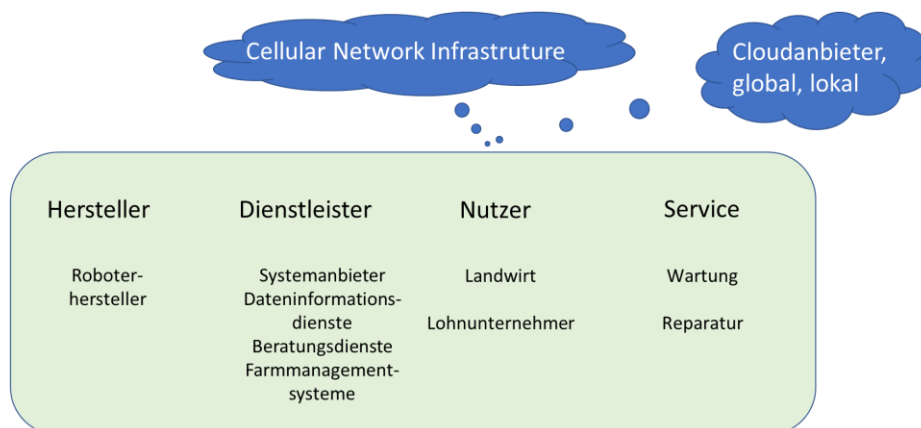 Cellular Network Infrastruture
Cloudanbieter,
global, lokal
Hersteller
Dienstleister
Nutzer
Service
Roboter-
hersteller
Systemanbieter
Dateninformations-
dienste
Beratungsdienste
Farmmanagement-
systeme
Landwirt
Lohnunternehmer
Wartung
Reparatur